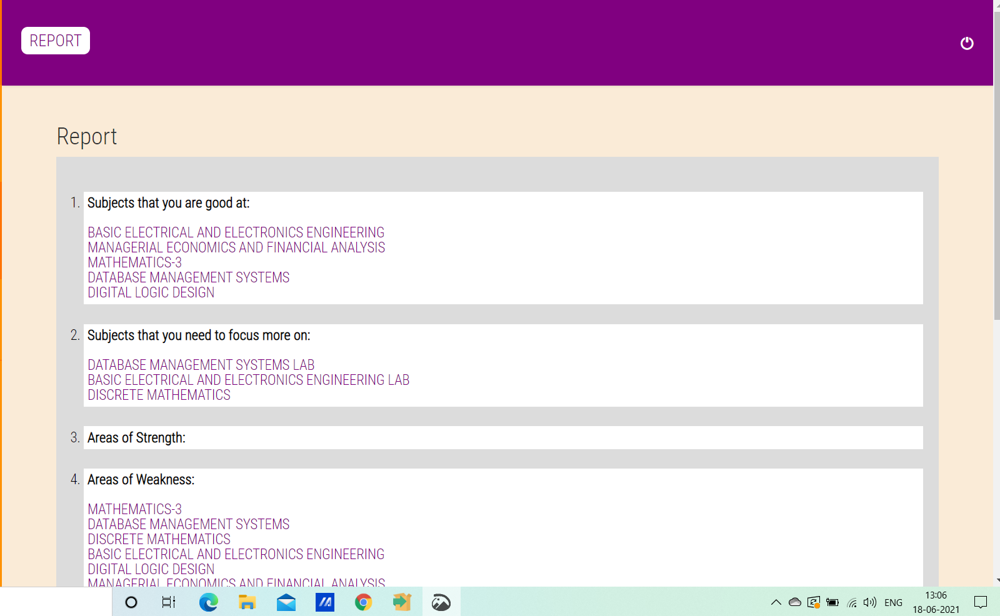 REPORT
Report
1. Subjects that you are good at:
BASIC ELECTRICAL AND ELECTRONICS ENGINEERING
MANAGERIAL ECONOMICS AND FINANCIAL ANALYSIS
MATHEMATICS-3
DATABASE MANAGEMENT SYSTEMS
DIGITAL LOGIC DESIGN
2. Subjects that you need to focus more on:
DATABASE MANAGEMENT SYSTEMS LAB
BASIC ELECTRICAL AND ELECTRONICS ENGINEERING LAB
DISCRETE MATHEMATICS
3. Areas of Strength:
4. Areas of Weakness:
MATHEMATICS-3
DATABASE MANAGEMENT SYSTEMS
DISCRETE MATHEMATICS
BASIC ELECTRICAL AND ELECTRONICS ENGINEERING
DIGITAL LOGIC DESIGN
MANAGERIAL ECONOMICS AND FINANCIAL ANALYSIS
ENG
13:06
18-06-2021